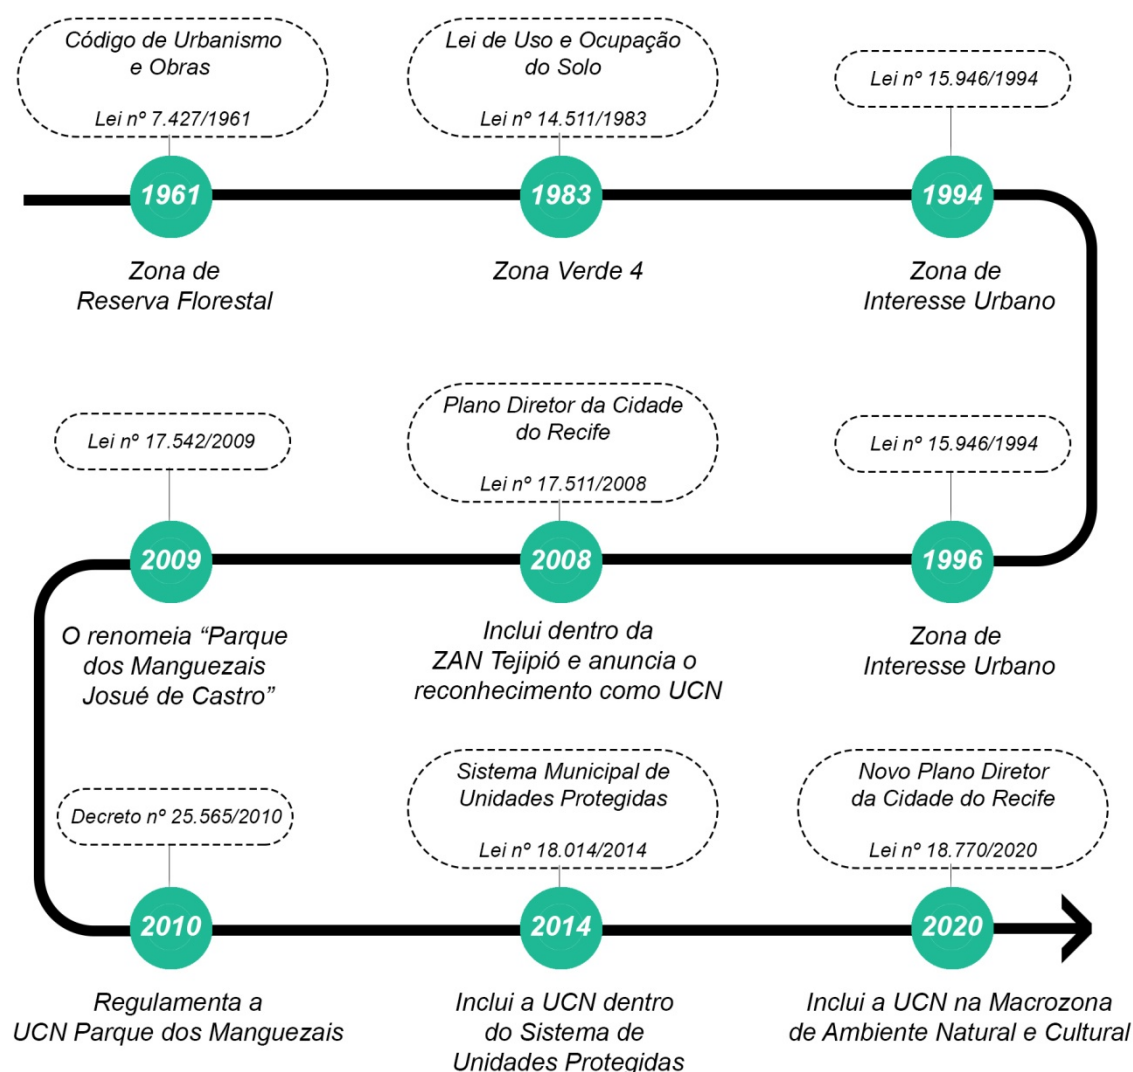 Código de Urbanismo
e Obras
Lei nº 7.427/1961
1961
Zona de
Reserva Florestal
Lei de Uso e Ocupação
do Solo
Lei nº 14.511/1983
1983
Zona Verde 4
Lei nº 15.946/1994
1994
Zona de
Interesse Urbano
Lei nº 15.946/1994
1996
Zona de
Interesse Urbano
Plano Diretor da Cidade
do Recife
Lei nº 17.511/2008
2008
Inclui dentro da
ZAN Tejipió e anuncia o
reconhecimento como UCN
Lei nº 17.542/2009
2009
O renomeia “Parque
dos Manguezais
Josué de Castro”
Decreto nº 25.565/2010
2010
Regulamenta a
UCN Parque dos Manguezais
Sistema Municipal de
Unidades Protegidas
Lei nº 18.014/2014
2014
Inclui a UCN dentro
do Sistema de
Unidades Protegidas
Novo Plano Diretor
da Cidade do Recife
Lei nº 18.770/2020
2020
Inclui a UCN na Macrozona
de Ambiente Natural e Cultural